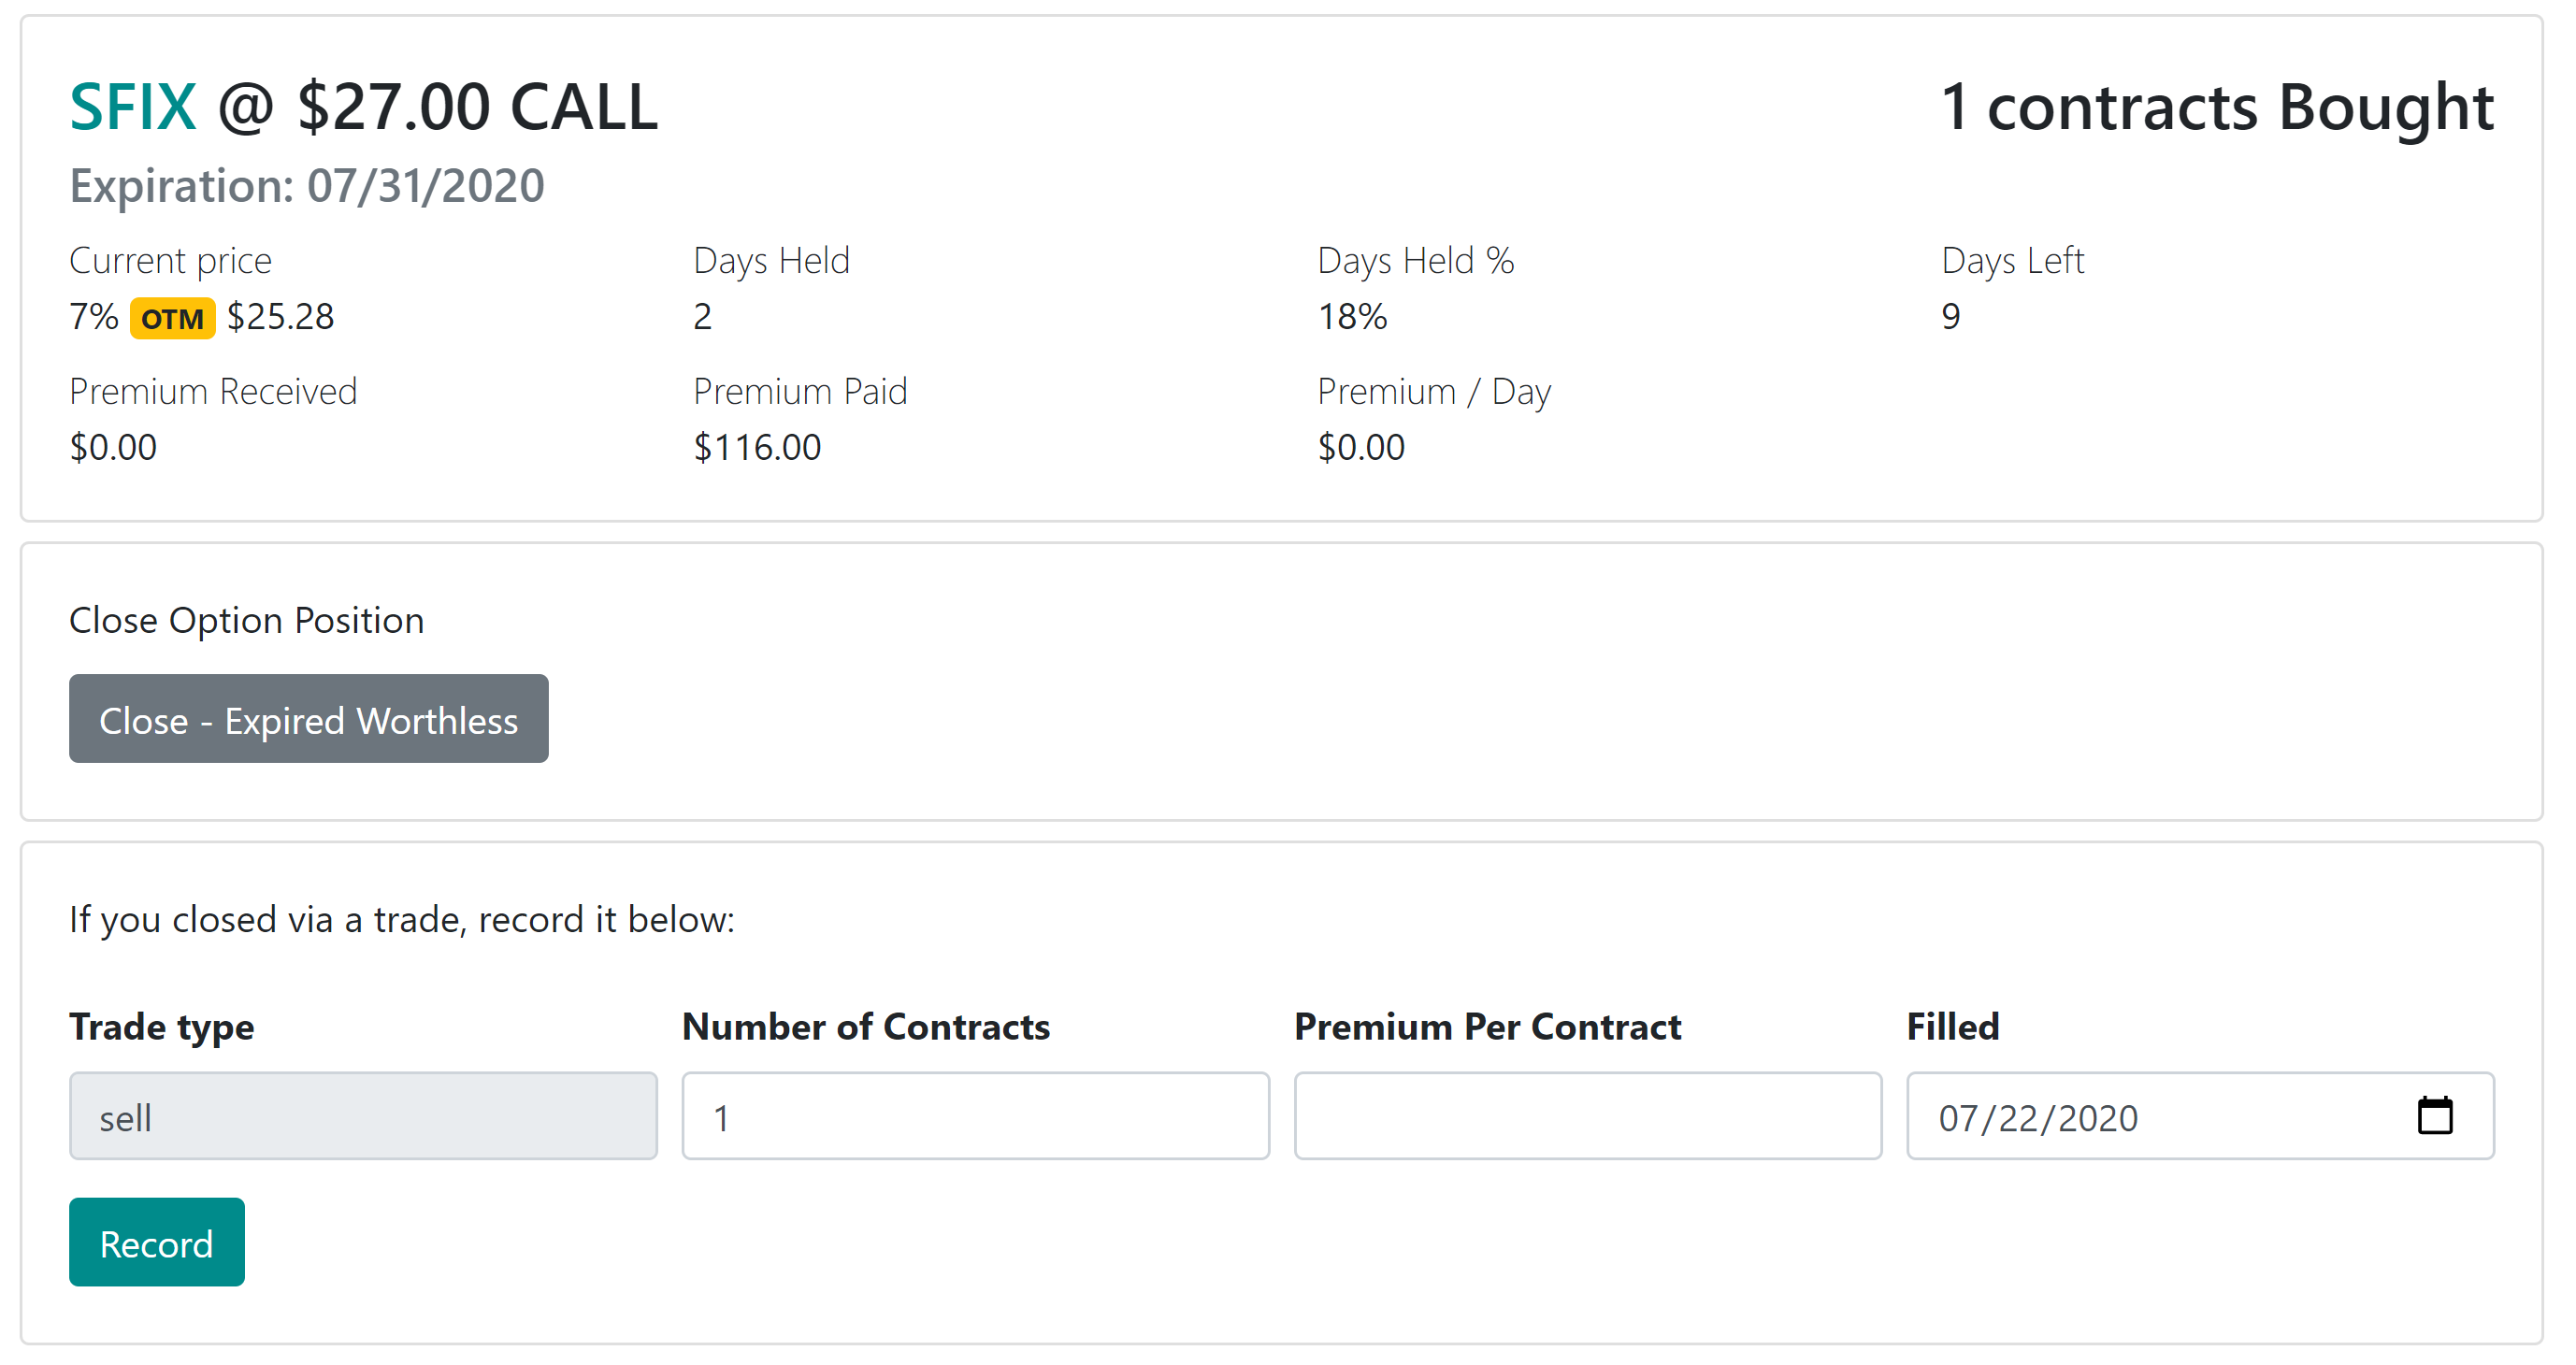 SFIX @ $27.00 CALL
1 contracts Bought
Expiration: 07/31/2020
Current price
Days Held
Days Held %
Days Left
7% OTM $25.28
2
18%
9
Premium Received
Premium Paid
Premium / Day
$0.00
$116.00
$0.00
Close Option Position
Close - Expired Worthless
If you closed via a trade, record it below:
Trade type
Number of Contracts
Premium Per Contract
Filled
sell
1
07/22/2020
Record